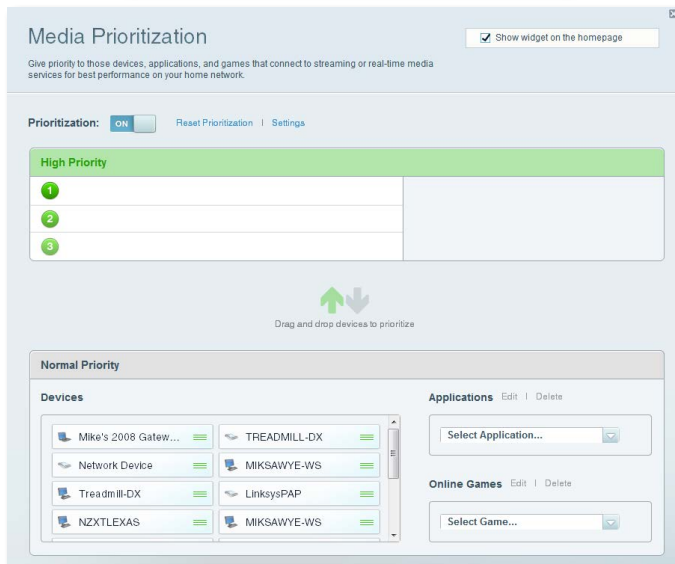 Media Prioritization
Show widget on the homepage
Give priority to those devices, applications, and games that connect to streaming or real-time media
services for best performance on your home network.
Prioritization: ON Reset Prioritization | Settings
High Priority
1
2
3
Drag and drop devices to prioritize
Normal Priority
Devices
Mike's 2008 Gatew...
TREADMILL-DX
Network Device
MIKSAWYE-WS
Treadmill-DX
LinksysPAP
NZXTLEXAS
MIKSAWYE-WS
Applications Edit | Delete
Select Application...
Online Games Edit | Delete
Select Game...